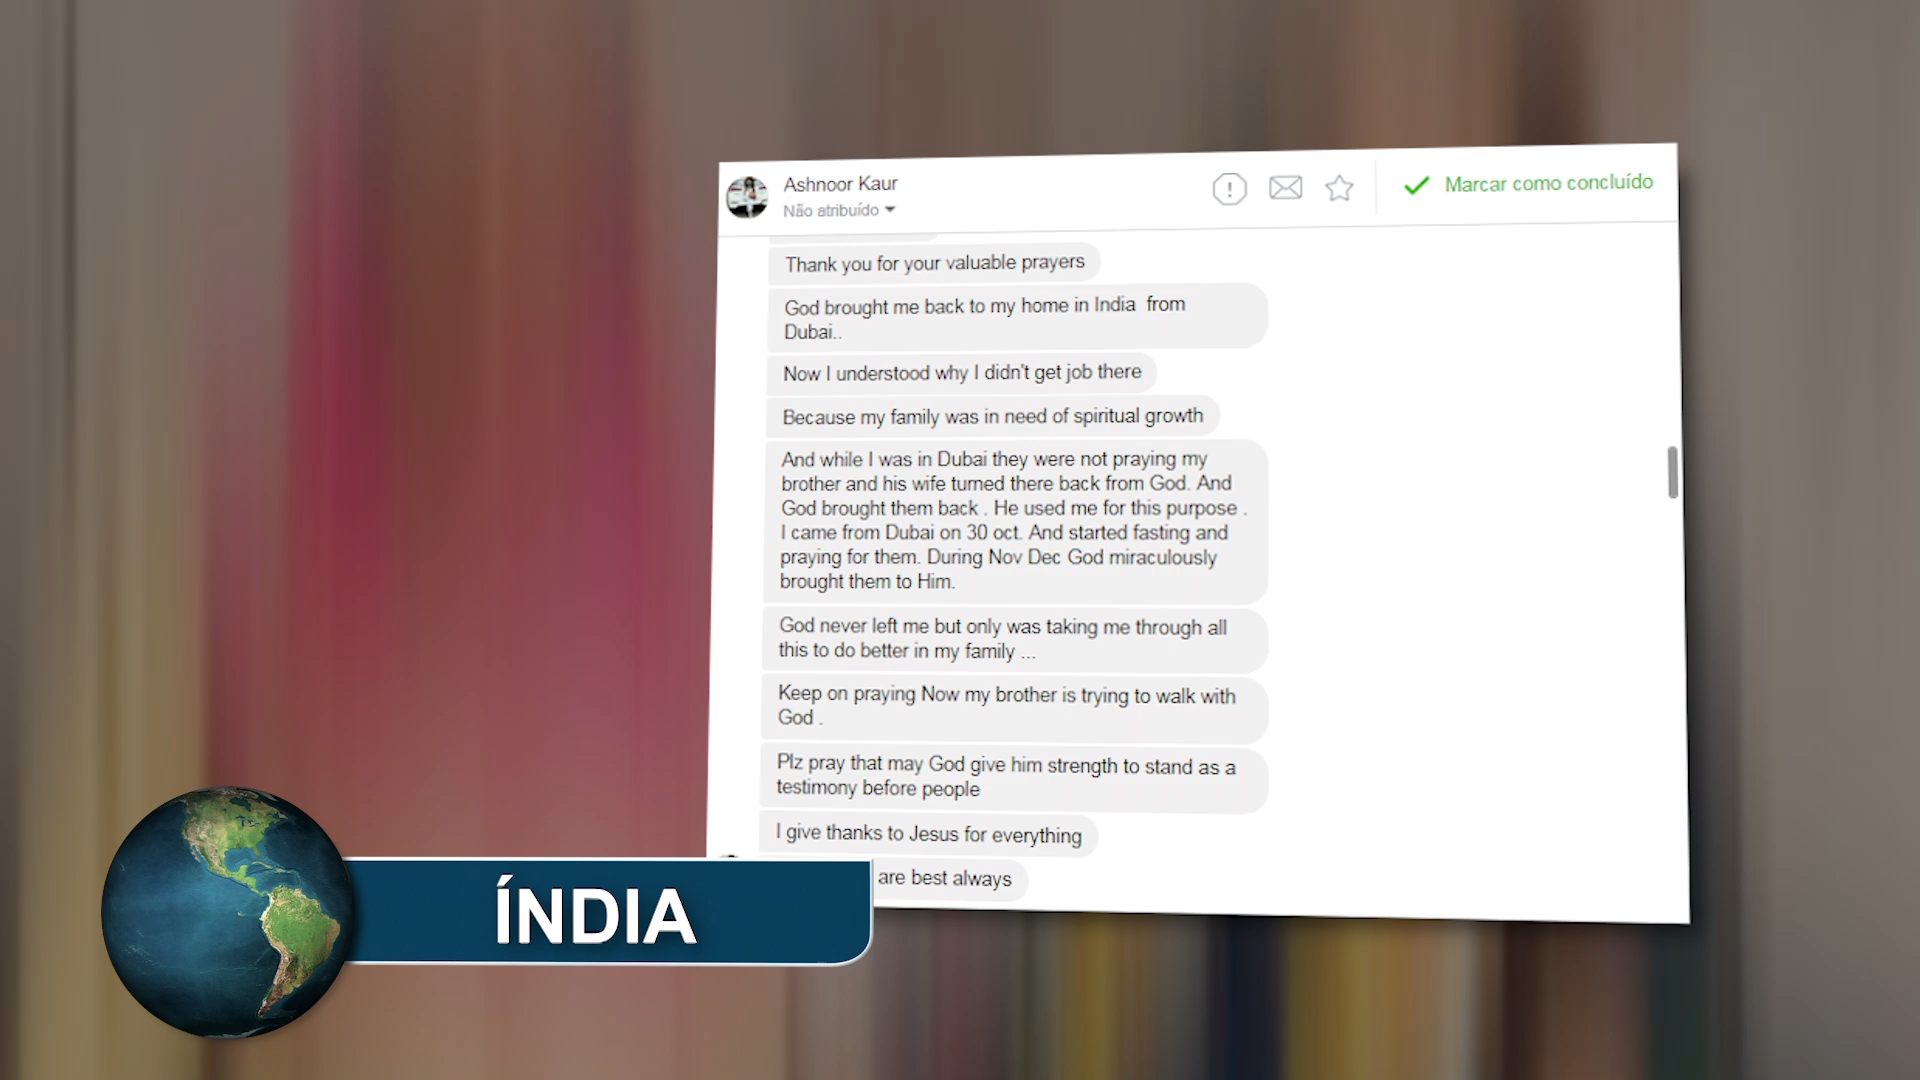 Ashnoor Kaur
Não atribuído
Marcar como concluído
Thank you for your valuable prayers
God brought me back to my home in India from
Dubai..
Now I understood why I didn't get job there
Because my family was in need of spiritual growth
And while I was in Dubai they were not praying my
brother and his wife turned there back from God. And
God brought them back . He used me for this purpose .
I came from Dubai on 30 oct. And started fasting and
praying for them. During Nov Dec God miraculously
brought them to Him.
God never left me but only was taking me through all
this to do better in my family ...
Keep on praying Now my brother is trying to walk with
God .
Plz pray that may God give him strength to stand as a
testimony before people
I give thanks to Jesus for everything
are best always
ÍNDIA